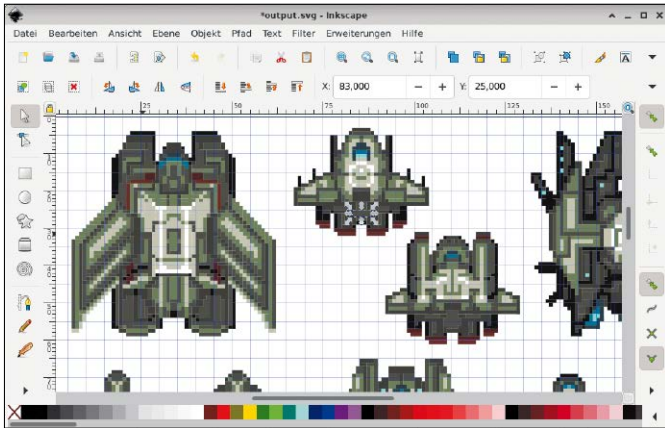 *output.svg - Inkscape
Datei Bearbeiten Ansicht Ebene Objekt Pfad Text Filter Erweiterungen Hilfe
X: 83,000 - + Y: 25,000 - +
25 50 75 100 125 150